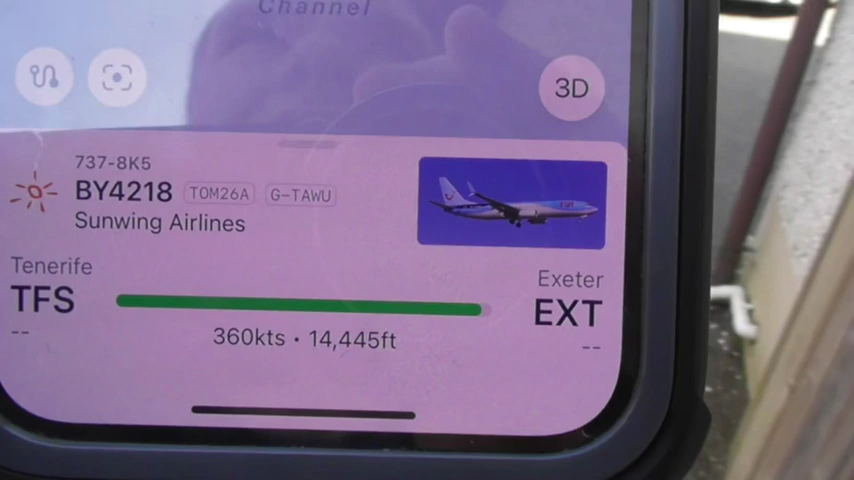 Channel
3D
737-8K5
BY4218 TOM26A G-TAWU
Sunwing Airlines
Tenerife
TFS
--
Exeter
EXT
--
360kts • 14,445ft